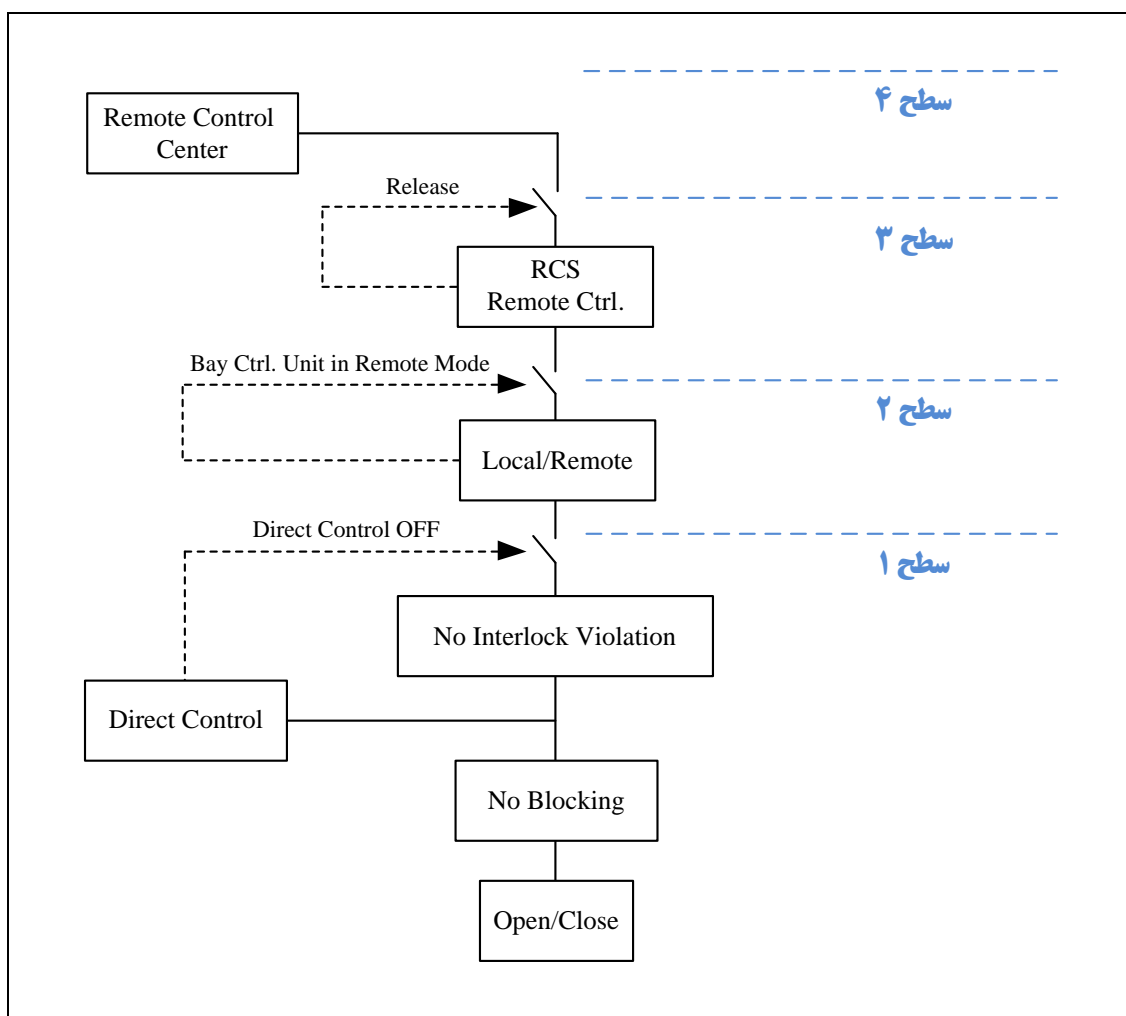 سطح ۴
Remote Control
Center
Release
سطح ۳
RCS
Remote Ctrl.
Bay Ctrl. Unit in Remote Mode
سطح ۲
Local/Remote
Direct Control OFF
سطح ۱
No Interlock Violation
Direct Control
No Blocking
Open/Close